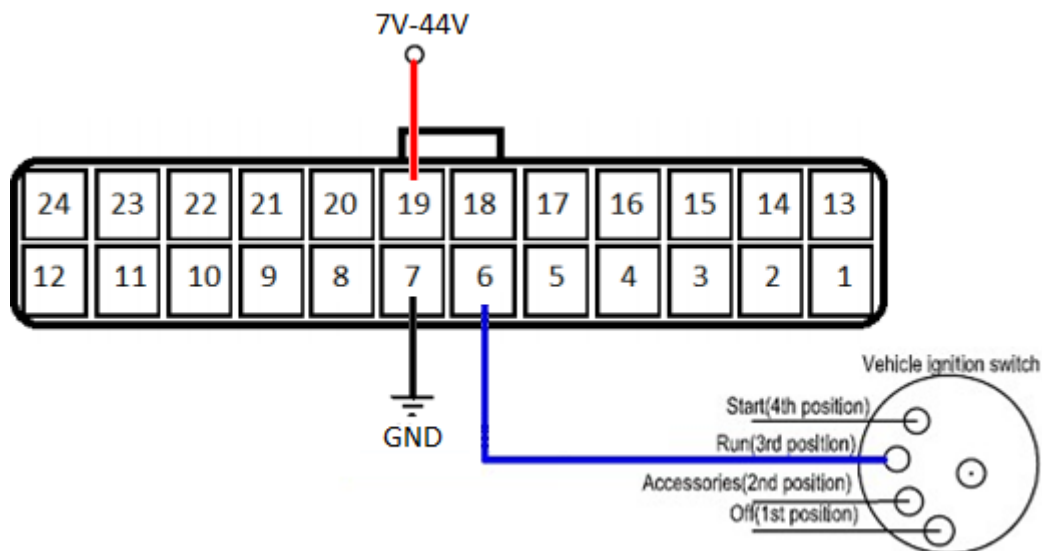 7V-44V
24 23 22 21 20 19 18 17 16 15 14 13
12 11 10 9 8 7 6 5 4 3 2 1
GND
Vehicle ignition switch
Start(4th position)
Run(3rd position)
Accessories(2nd position)
Off(1st position)